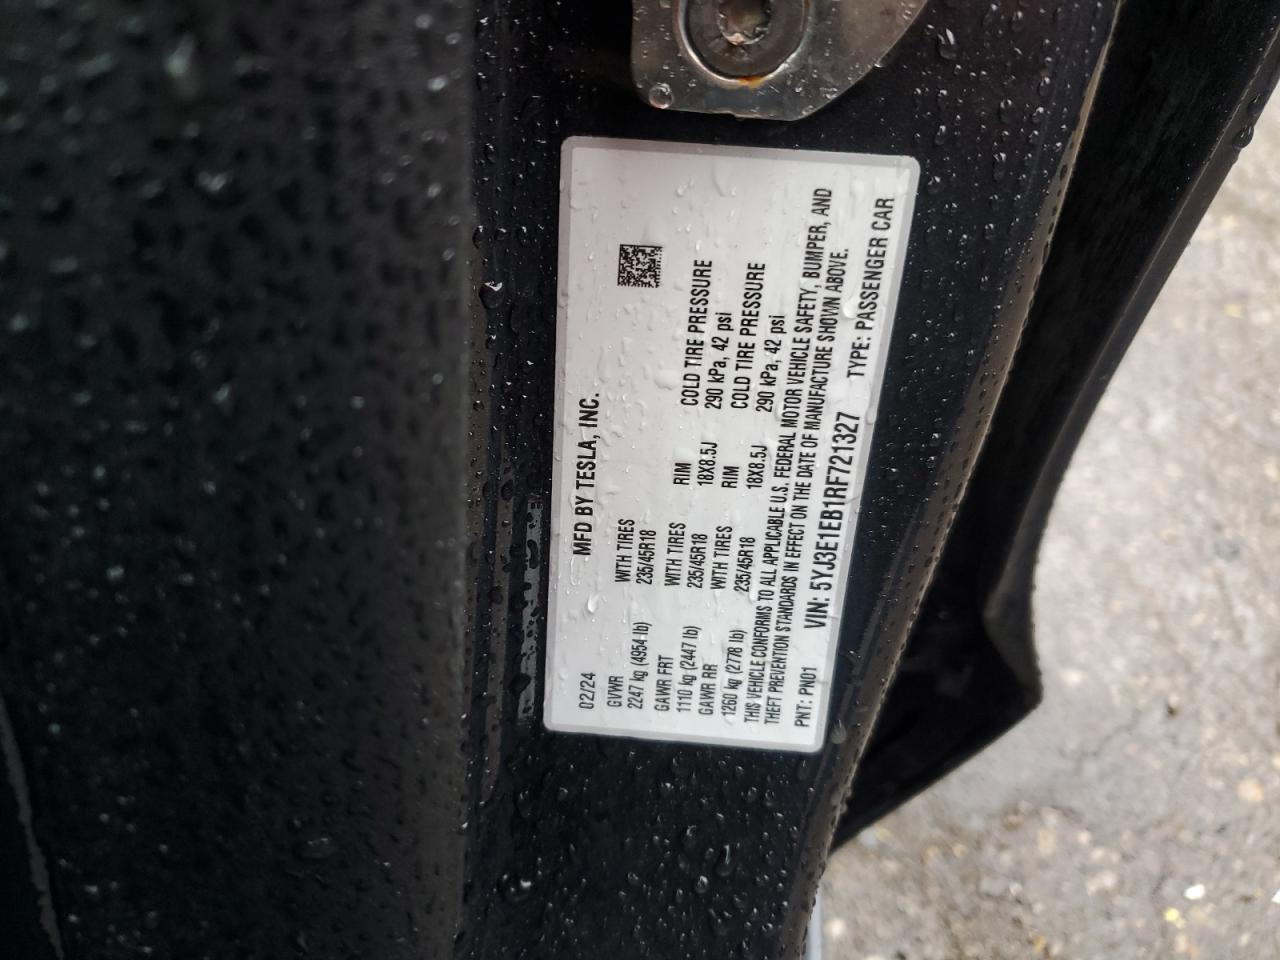 MFD BY TESLA, INC.
02/24
GVWR WITH TIRES RIM COLD TIRE PRESSURE
2247 kg (4954 lb) 235/45R18 18X8.5J 290 kPa, 42 psi
GAWR FRT WITH TIRES RIM COLD TIRE PRESSURE
1110 kg (2447 lb) 235/45R18 18X8.5J 290 kPa, 42 psi
GAWR RR WITH TIRES
1260 kg (2778 lb) 235/45R18
THIS VEHICLE CONFORMS TO ALL APPLICABLE U.S. FEDERAL MOTOR VEHICLE SAFETY, BUMPER, AND
THEFT PREVENTION STANDARDS IN EFFECT ON THE DATE OF MANUFACTURE SHOWN ABOVE.
PNT: PN01 VIN: 5YJ3E1EB1RF721327 TYPE: PASSENGER CAR